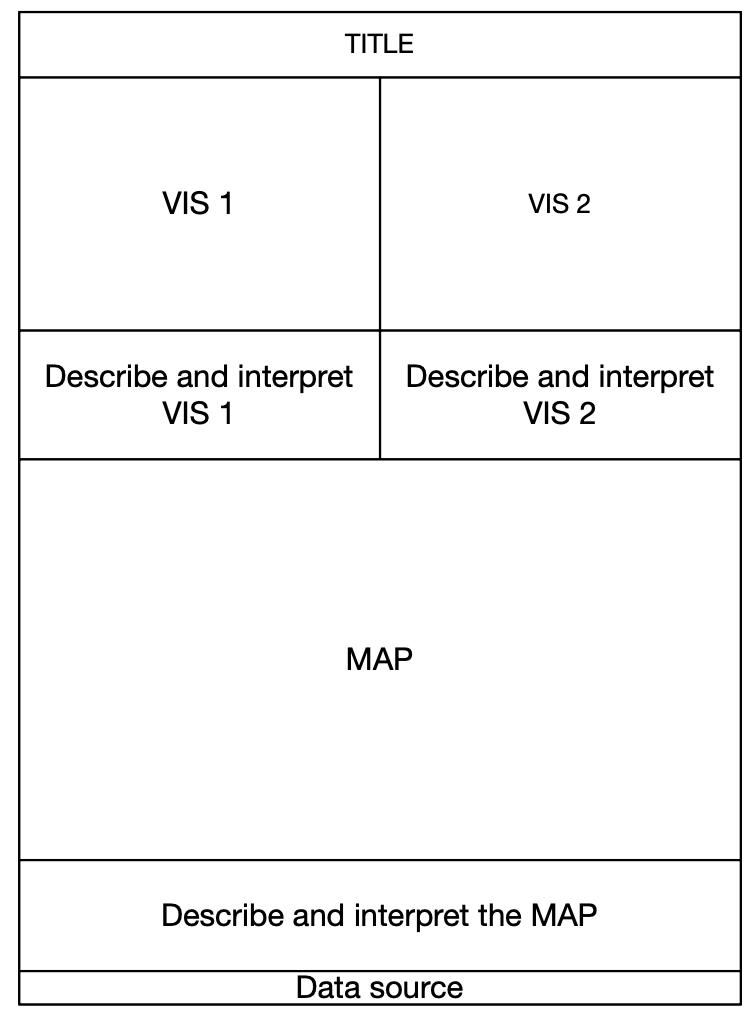 TITLE
VIS 1
VIS 2
Describe and interpret
VIS 1
Describe and interpret
VIS 2
MAP
Describe and interpret the MAP
Data source